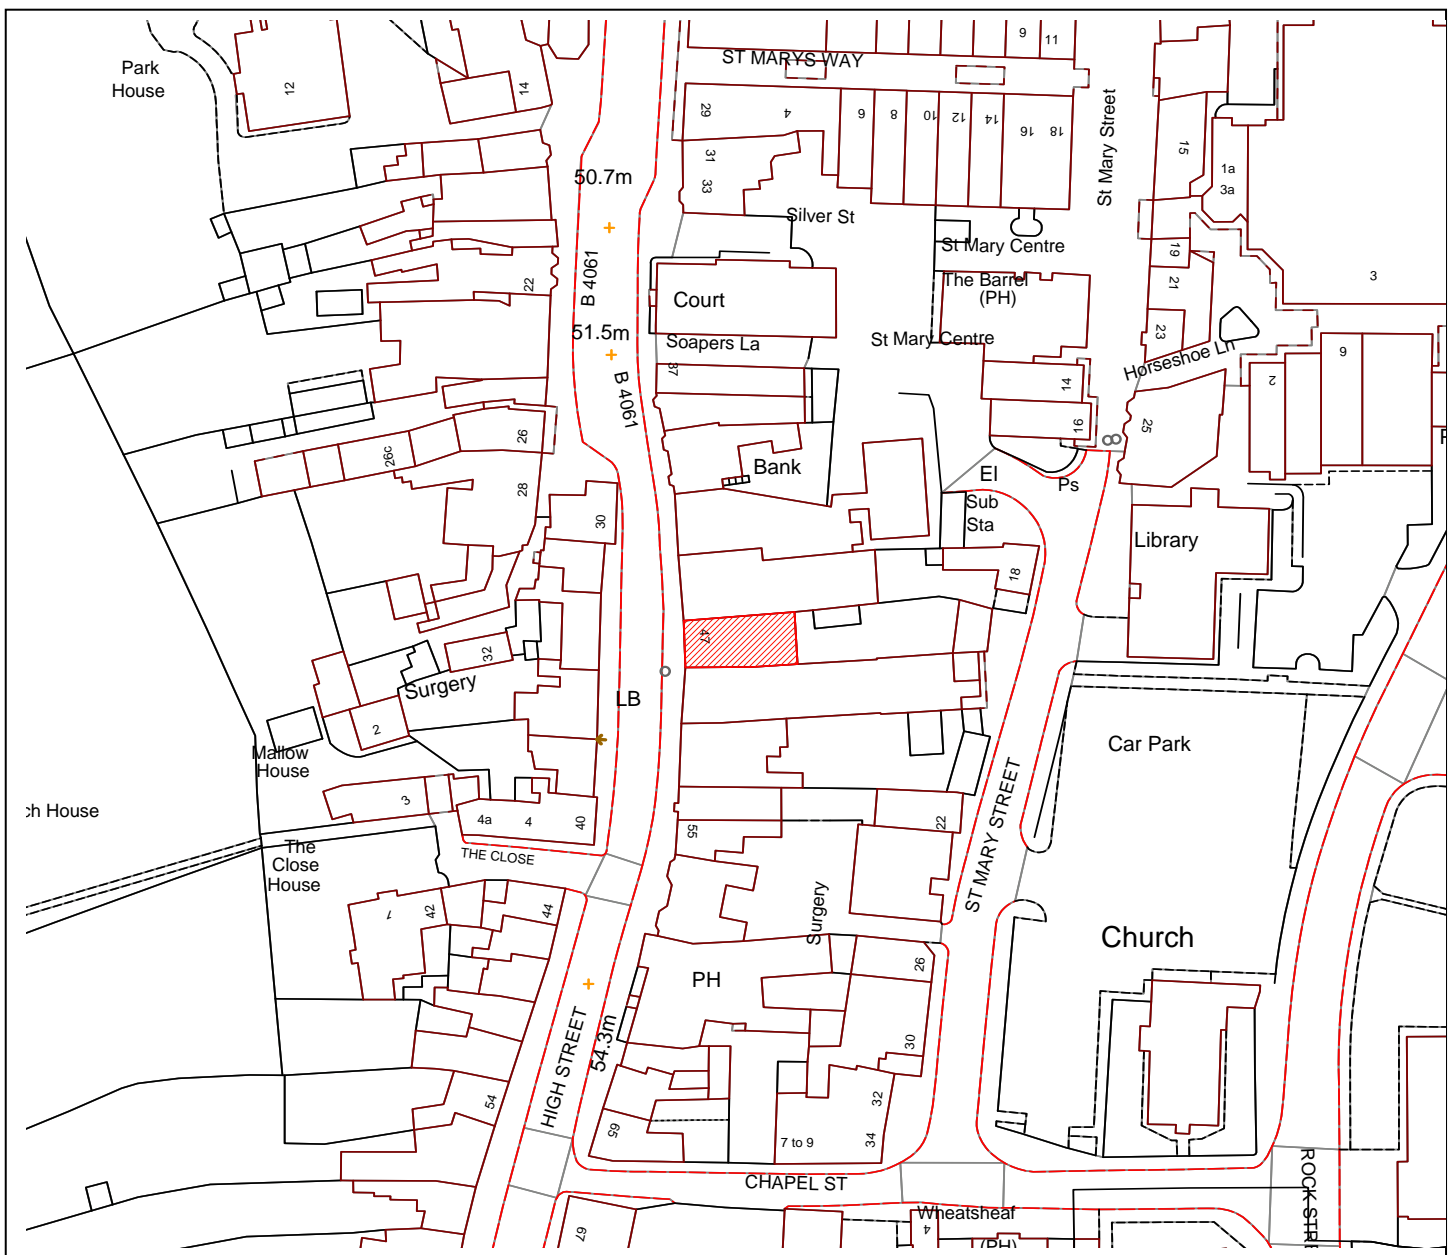 9
11
ST MARYS WAY
Park
House
12
14
29
4
6
8
10
12
14
16
18
St Mary Street
15
1a
3a
31
33
50.7m
Silver St
St Mary Centre
19
22
B 4061
Court
The Barrel
(PH)
21
3
51.5m
Soapers La
St Mary Centre
23
Horseshoe Ln
37
B 4061
14
2
9
26
16
25
26c
28
Bank
El
Sub
Sta
Ps
30
Library
18
47
32
Surgery
LB
2
Mallow
House
Car Park
ch House
3
4a
4
40
55
22
ST MARY STREET
The
Close
House
THE CLOSE
7
42
44
Surgery
Church
PH
26
HIGH STREET
54.3m
30
54
32
65
7 to 9
34
CHAPEL ST
ROCK STRE
67
Wheatsheaf
4
(PH)